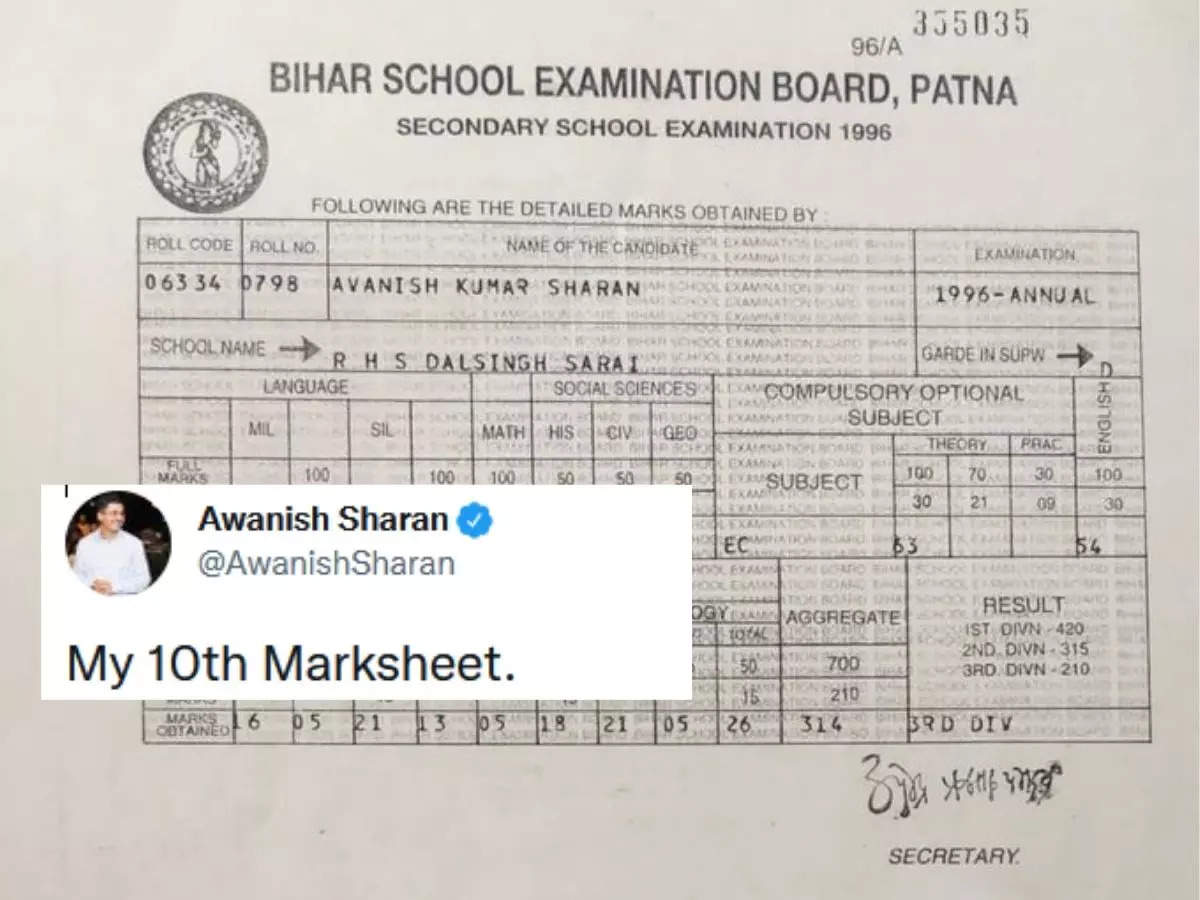 355035
96/A
BIHAR SCHOOL EXAMINATION BOARD, PATNA
SECONDARY SCHOOL EXAMINATION 1996
FOLLOWING ARE THE DETAILED MARKS OBTAINED BY :
ROLL CODE ROLL NO. NAME OF THE CANDIDATE EXAMINATION
06334 0798 AVANISH KUMAR SHARAN 1996-ANNUAL
SCHOOL NAME R H S DALSINGH SARAI GARDE IN SUPW D
LANGUAGE SOCIAL SCIENCES COMPULSORY OPTIONAL SUBJECT ENGLISH
MIL SIL MATH HIS CIV GEO SUBJECT THEORY PRAC
FULL MARKS 100 100 100 50 50 50 100 70 30 100
30 21 09 30
EC 63 54
Awanish Sharan
@AwanishSharan
My 10th Marksheet.
AGGREGATE RESULT
TOTAL 1ST. DIVN - 420
2ND. DIVN - 315
50 700 3RD. DIVN - 210
15 210
MARKS OBTAINED 16 05 21 13 05 18 21 05 26 314 3RD DIV
SECRETARY.